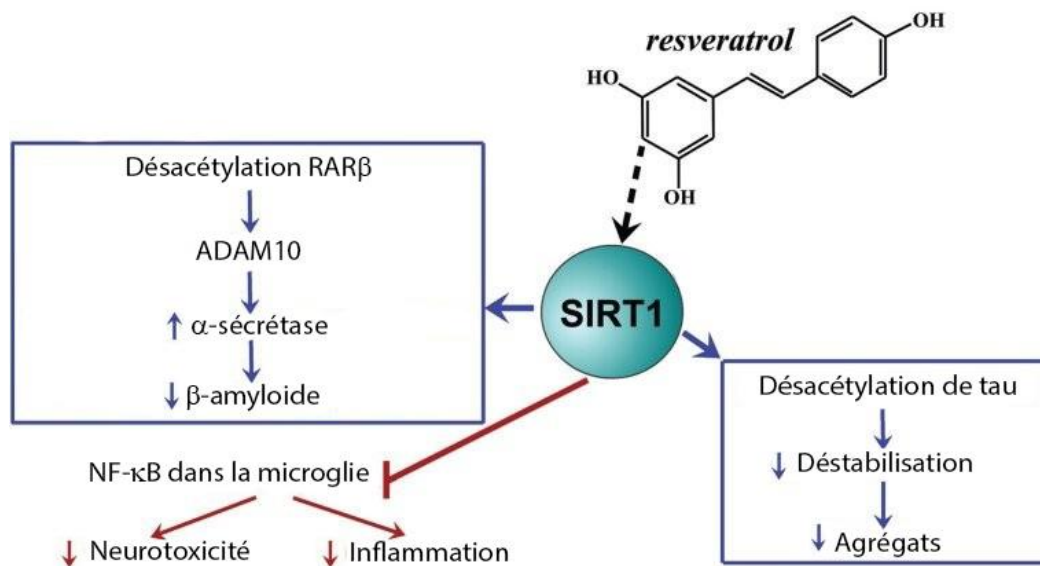 resveratrol
OH
HO
OH
SIRT1
Désacétylation RARβ
ADAM10
↑ α-sécrétase
↓ β-amyloide
NF-κB dans la microglie
↓ Neurotoxicité
↓ Inflammation
Désacétylation de tau
↓ Déstabilisation
↓ Agrégats